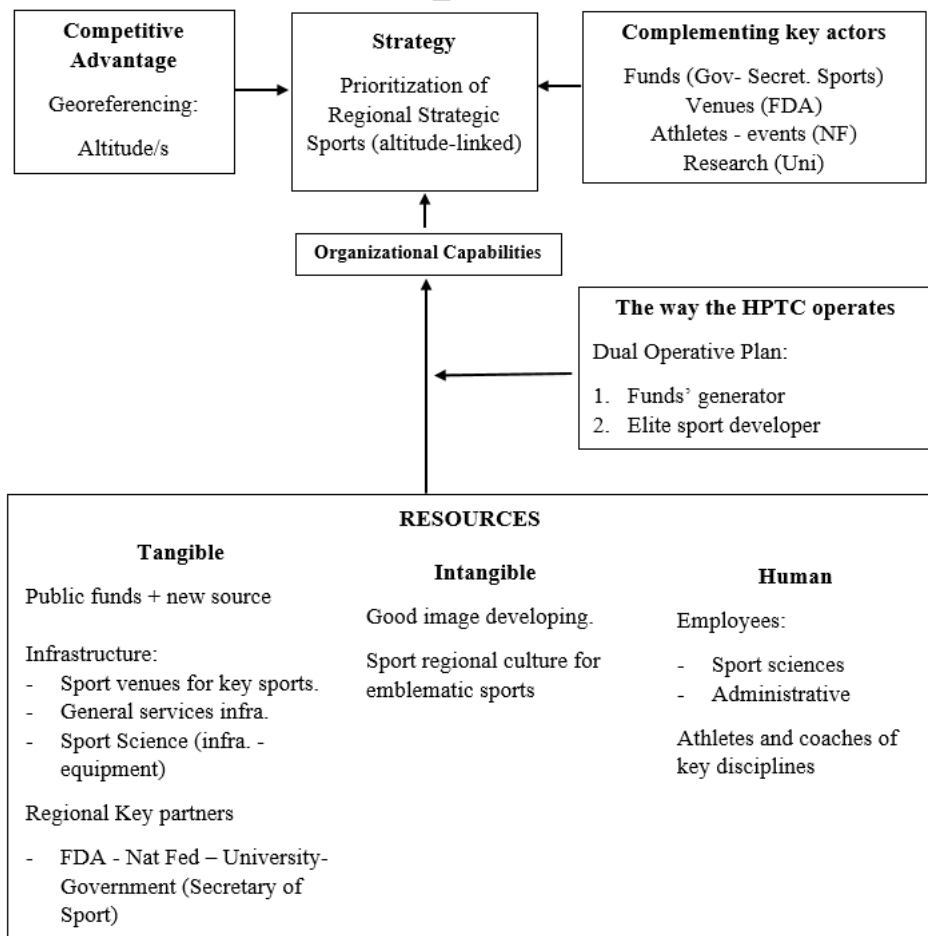 Competitive
Advantage
Georeferencing:
Altitude/s
Strategy
Prioritization of
Regional Strategic
Sports (altitude-linked)
Complementing key actors
Funds (Gov- Secret. Sports)
Venues (FDA)
Athletes - events (NF)
Research (Uni)
Organizational Capabilities
The way the HPTC operates
Dual Operative Plan:
1. Funds’ generator
2. Elite sport developer
RESOURCES
Tangible
Public funds + new source
Infrastructure:
- Sport venues for key sports.
- General services infra.
- Sport Science (infra. -
equipment)
Regional Key partners
- FDA - Nat Fed – University-
Government (Secretary of
Sport)
Intangible
Good image developing.
Sport regional culture for
emblematic sports
Human
Employees:
- Sport sciences
- Administrative
Athletes and coaches of
key disciplines